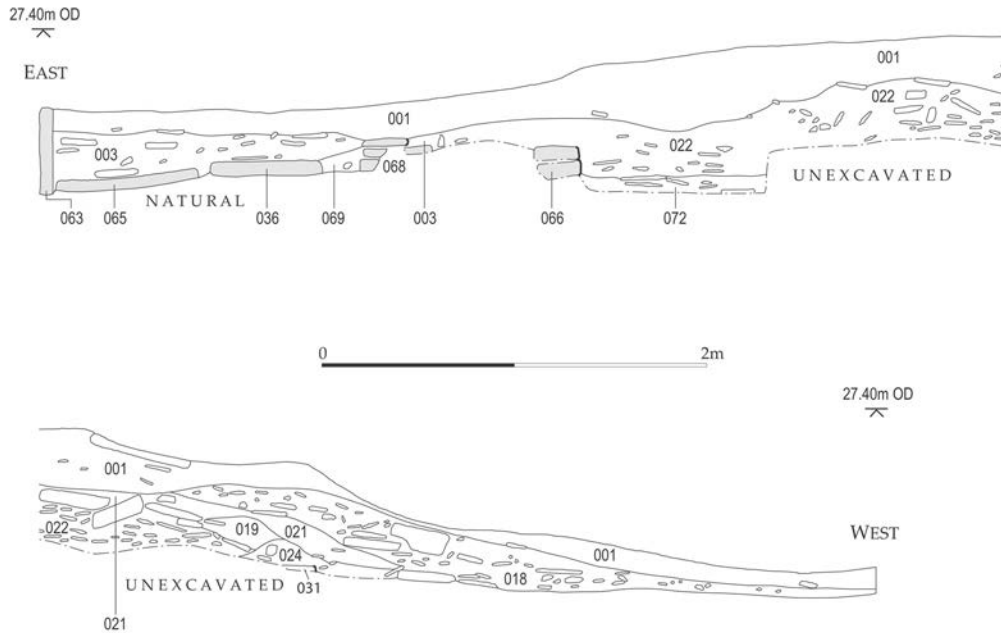 27.40m OD
EAST
001
001
022
003
068
022
NATURAL
UNEXCAVATED
063 065 036 069 003 066 072
0 2m
27.40m OD
001
WEST
022 019 021 001
024 018
UNEXCAVATED 031
021